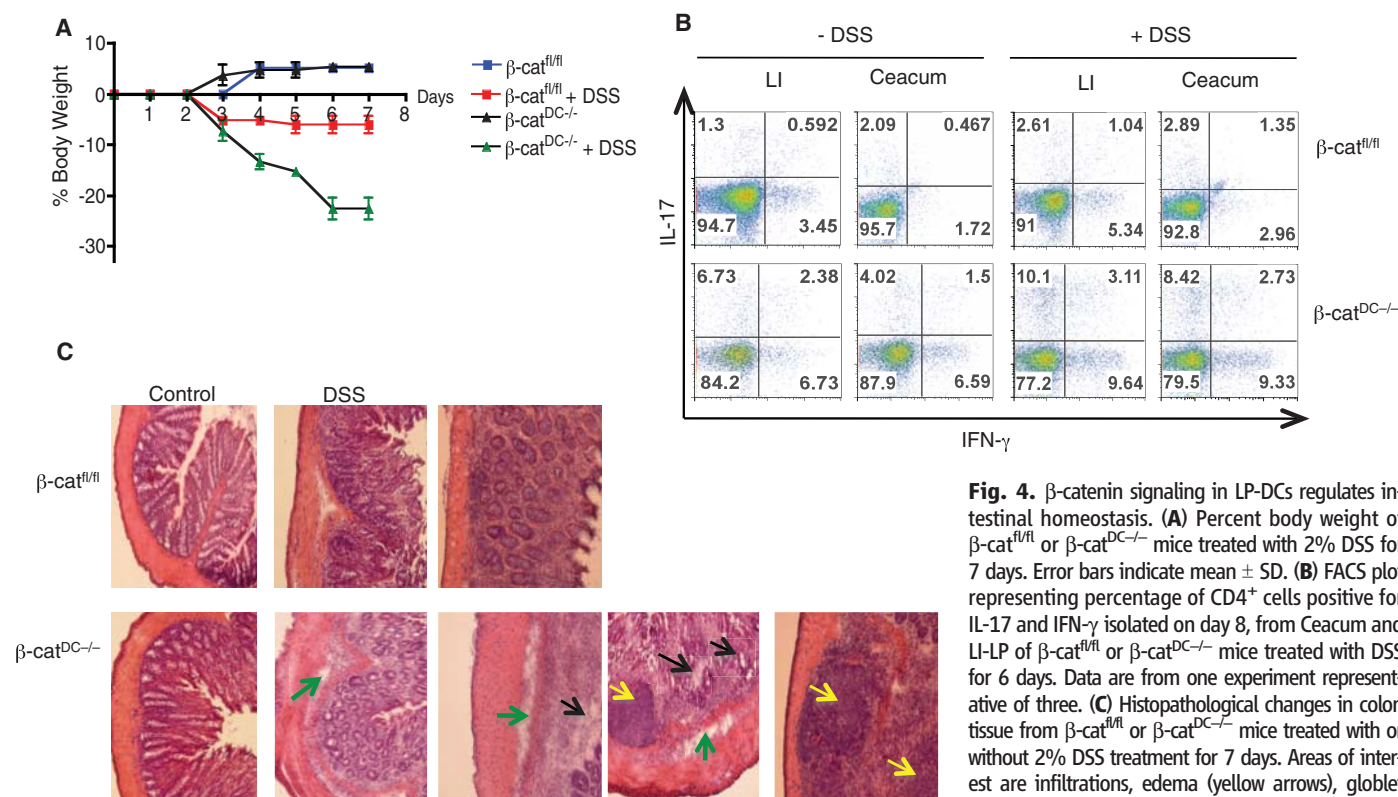 A
10
0
-10
-20
-30
% Body Weight
1 2 3 4 5 6 7 8
Days
β-cat^fl/fl
β-cat^fl/fl + DSS
β-cat^DC-/-
β-cat^DC-/- + DSS
B
- DSS
+ DSS
LI
Ceacum
LI
Ceacum
1.3 0.592 2.09 0.467 2.61 1.04 2.89 1.35
94.7 3.45 95.7 1.72 91 5.34 92.8 2.96
β-cat^fl/fl
6.73 2.38 4.02 1.5 10.1 3.11 8.42 2.73
84.2 6.73 87.9 6.59 77.2 9.64 79.5 9.33
β-cat^DC–/–
IL-17
IFN-γ
C
Control
DSS
β-cat^fl/fl
β-cat^DC–/–
Fig. 4. β-catenin signaling in LP-DCs regulates in-
testinal homeostasis. (A) Percent body weight of
β-cat^fl/fl or β-cat^DC–/– mice treated with 2% DSS for
7 days. Error bars indicate mean ± SD. (B) FACS plot
representing percentage of CD4+ cells positive for
IL-17 and IFN-γ isolated on day 8, from Ceacum and
LI-LP of β-cat^fl/fl or β-cat^DC–/– mice treated with DSS
for 6 days. Data are from one experiment represent-
ative of three. (C) Histopathological changes in colon
tissue from β-cat^fl/fl or β-cat^DC–/– mice treated with or
without 2% DSS treatment for 7 days. Areas of inter-
est are infiltrations, edema (yellow arrows), globlet